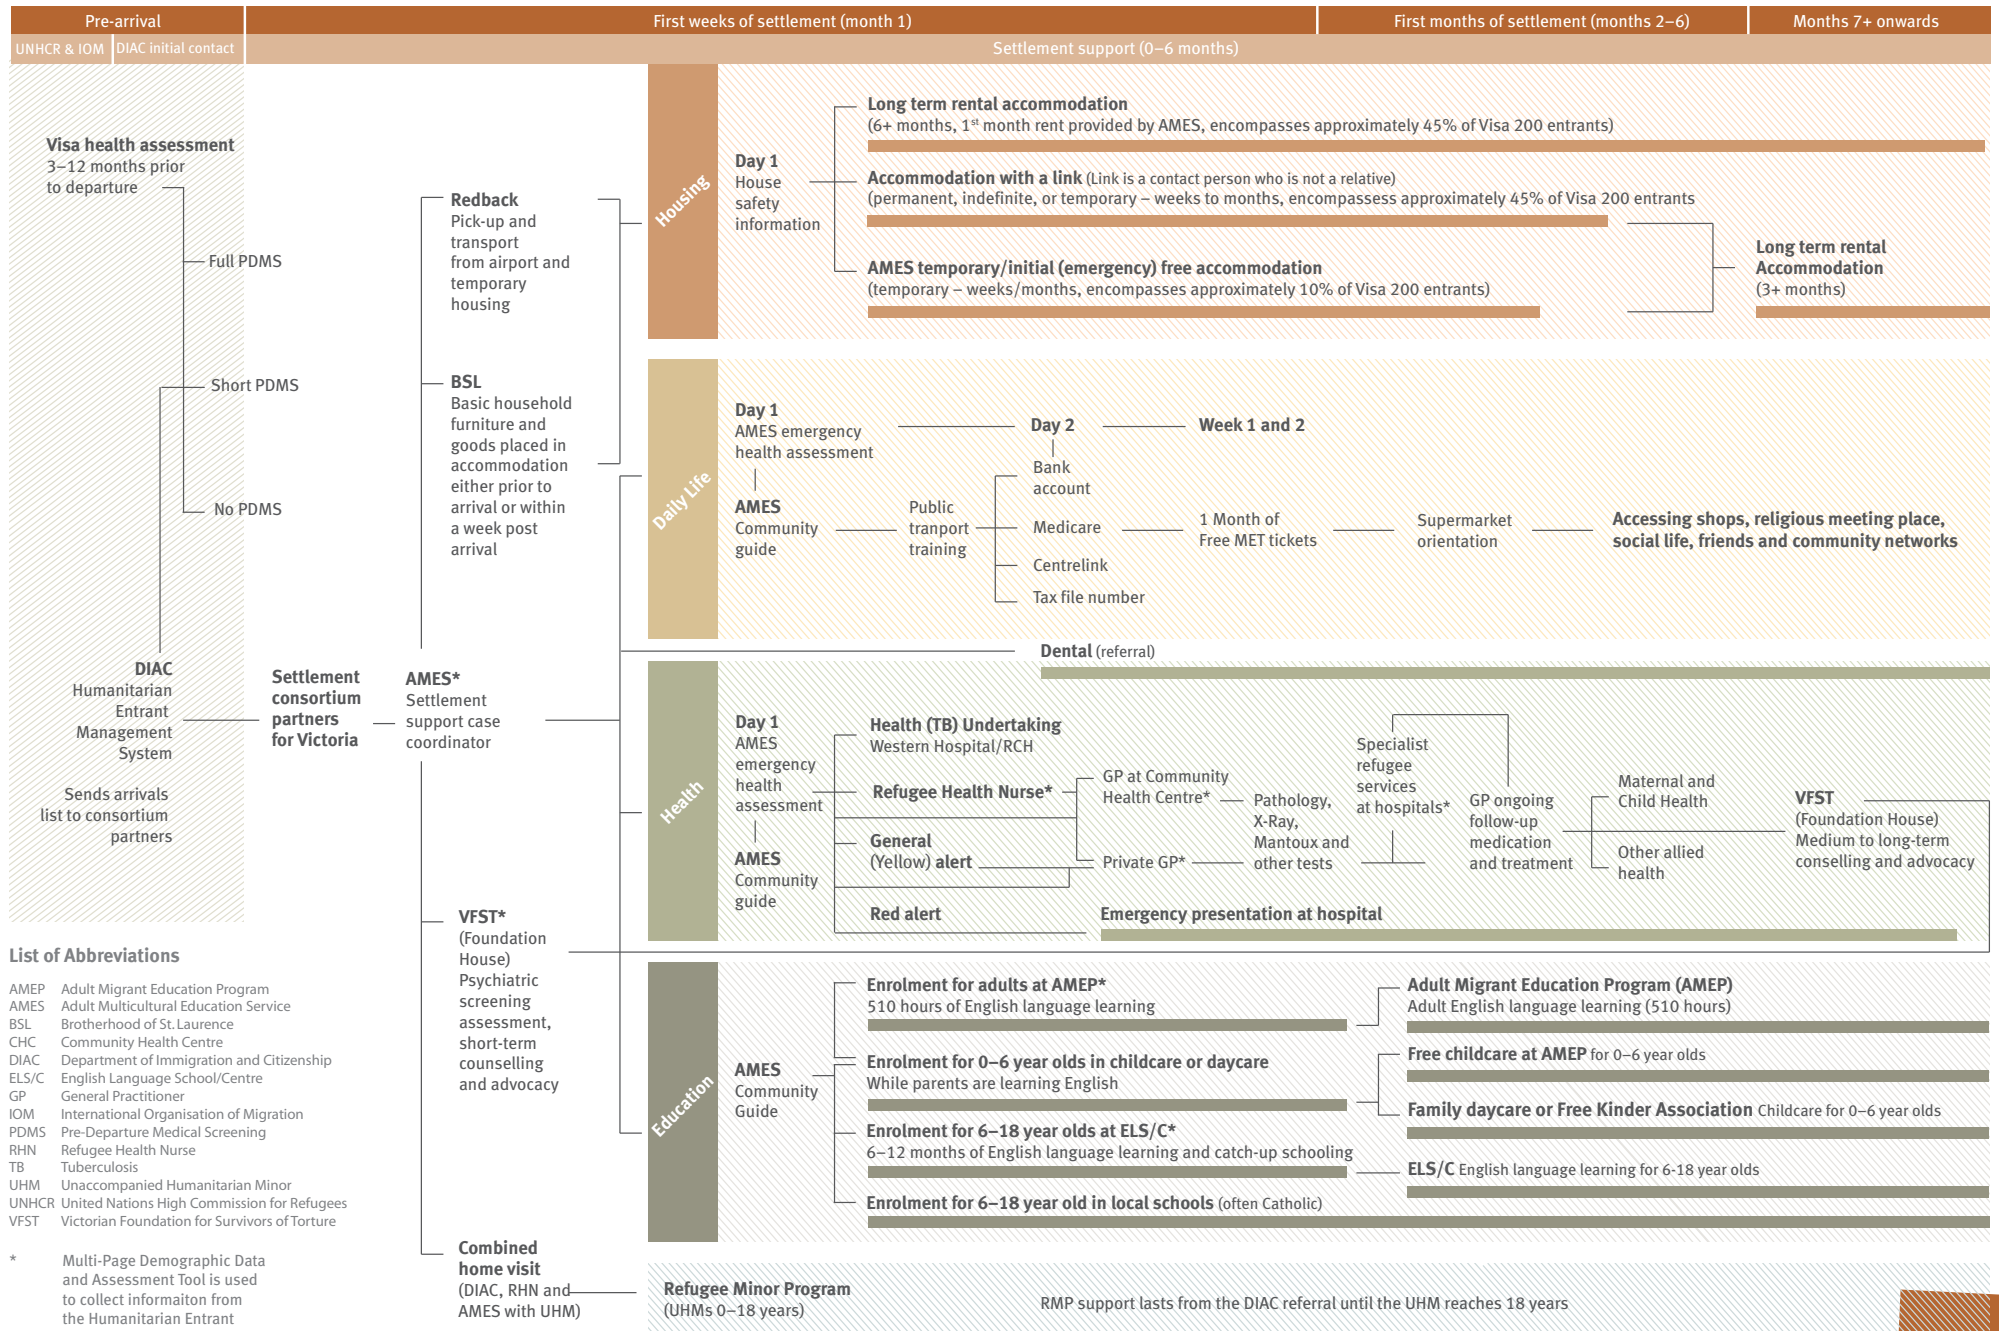 Pre-arrival
First weeks of settlement (month 1)
First months of settlement (months 2–6)
Months 7+ onwards
UNHCR & IOM
DIAC initial contact
Settlement support (0–6 months)
Visa health assessment
3–12 months prior
to departure
Full PDMS
Short PDMS
No PDMS
DIAC
Humanitarian
Entrant
Management
System
Sends arrivals
list to consortium
partners
Settlement
consortium
partners
for Victoria
AMES*
Settlement
support case
coordinator
Redback
Pick-up and
transport
from airport and
temporary
housing
BSL
Basic household
furniture and
goods placed in
accommodation
either prior to
arrival or within
a week post
arrival
VFST*
(Foundation
House)
Psychiatric
screening
assessment,
short-term
counselling
and advocacy
Combined
home visit
(DIAC, RHN and
AMES with UHM)
Housing
Day 1
House
safety
information
Long term rental accommodation
(6+ months, 1st month rent provided by AMES, encompasses approximately 45% of Visa 200 entrants)
Accommodation with a link (Link is a contact person who is not a relative)
(permanent, indefinite, or temporary – weeks to months, encompassess approximately 45% of Visa 200 entrants
AMES temporary/initial (emergency) free accommodation
(temporary – weeks/months, encompasses approximately 10% of Visa 200 entrants)
Long term rental
Accommodation
(3+ months)
Daily Life
Day 1
AMES emergency
health assessment
AMES
Community
guide
Public
tranport
training
Day 2
Bank
account
Medicare
Centrelink
Tax file number
Week 1 and 2
1 Month of
Free MET tickets
Supermarket
orientation
Accessing shops, religious meeting place,
social life, friends and community networks
Dental (referral)
Health
Day 1
AMES
emergency
health
assessment
AMES
Community
guide
Health (TB) Undertaking
Western Hospital/RCH
Refugee Health Nurse*
General
(Yellow) alert
Red alert
GP at Community
Health Centre*
Private GP*
Pathology,
X-Ray,
Mantoux and
other tests
Specialist
refugee
services
at hospitals*
GP ongoing
follow-up
medication
and treatment
Maternal and
Child Health
Other allied
health
VFST
(Foundation House)
Medium to long-term
conselling and advocacy
Emergency presentation at hospital
Education
AMES
Community
Guide
Enrolment for adults at AMEP*
510 hours of English language learning
Enrolment for 0–6 year olds in childcare or daycare
While parents are learning English
Enrolment for 6–18 year olds at ELS/C*
6–12 months of English language learning and catch-up schooling
Enrolment for 6–18 year old in local schools (often Catholic)
Adult Migrant Education Program (AMEP)
Adult English language learning (510 hours)
Free childcare at AMEP for 0–6 year olds
Family daycare or Free Kinder Association Childcare for 0–6 year olds
ELS/C English language learning for 6-18 year olds
Refugee Minor Program
(UHMs 0–18 years)
RMP support lasts from the DIAC referral until the UHM reaches 18 years
List of Abbreviations
AMEP Adult Migrant Education Program
AMES Adult Multicultural Education Service
BSL Brotherhood of St. Laurence
CHC Community Health Centre
DIAC Department of Immigration and Citizenship
ELS/C English Language School/Centre
GP General Practitioner
IOM International Organisation of Migration
PDMS Pre-Departure Medical Screening
RHN Refugee Health Nurse
TB Tuberculosis
UHM Unaccompanied Humanitarian Minor
UNHCR United Nations High Commission for Refugees
VFST Victorian Foundation for Survivors of Torture
* Multi-Page Demographic Data
and Assessment Tool is used
to collect informaiton from
the Humanitarian Entrant